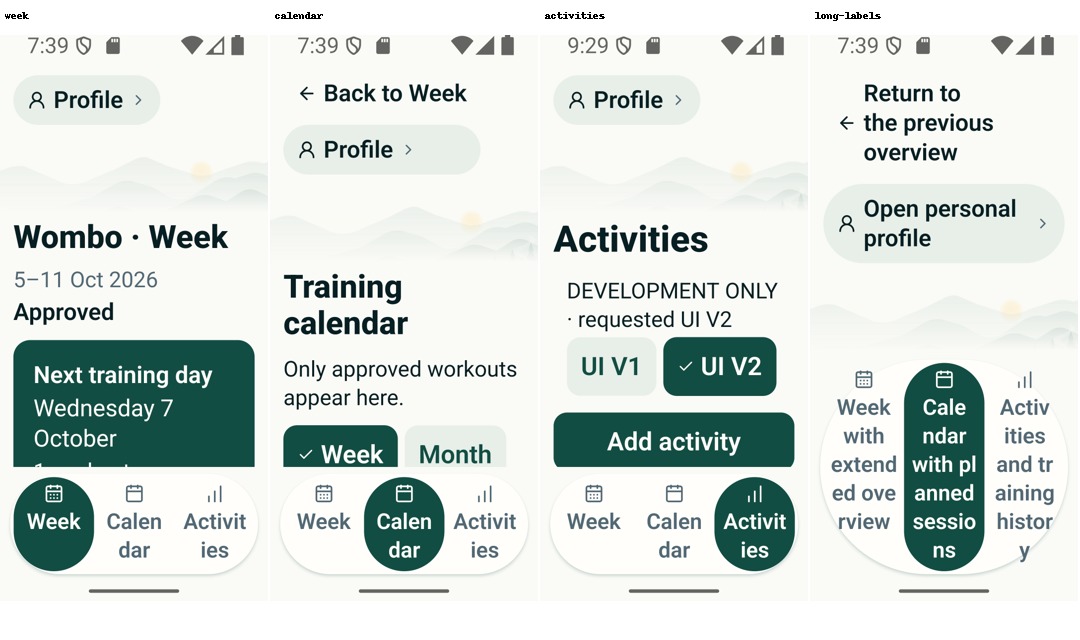 week
7:39
Profile
Wombo · Week
5–11 Oct 2026
Approved
Next training day
Wednesday 7
October
Week
Calen
dar
Activit
ies
calendar
7:39
Back to Week
Profile
Training
calendar
Only approved workouts
appear here.
Week
Month
Week
Calen
dar
Activit
ies
activities
9:29
Profile
Activities
DEVELOPMENT ONLY
· requested UI V2
UI V1
UI V2
Add activity
Week
Calen
dar
Activit
ies
long-labels
7:39
Return to
the previous
overview
Open personal
profile
Week
with
extend
ed ove
rview
Cale
ndar
with pl
anned
sessio
ns
Activ
ities
and tr
aining
histor
y